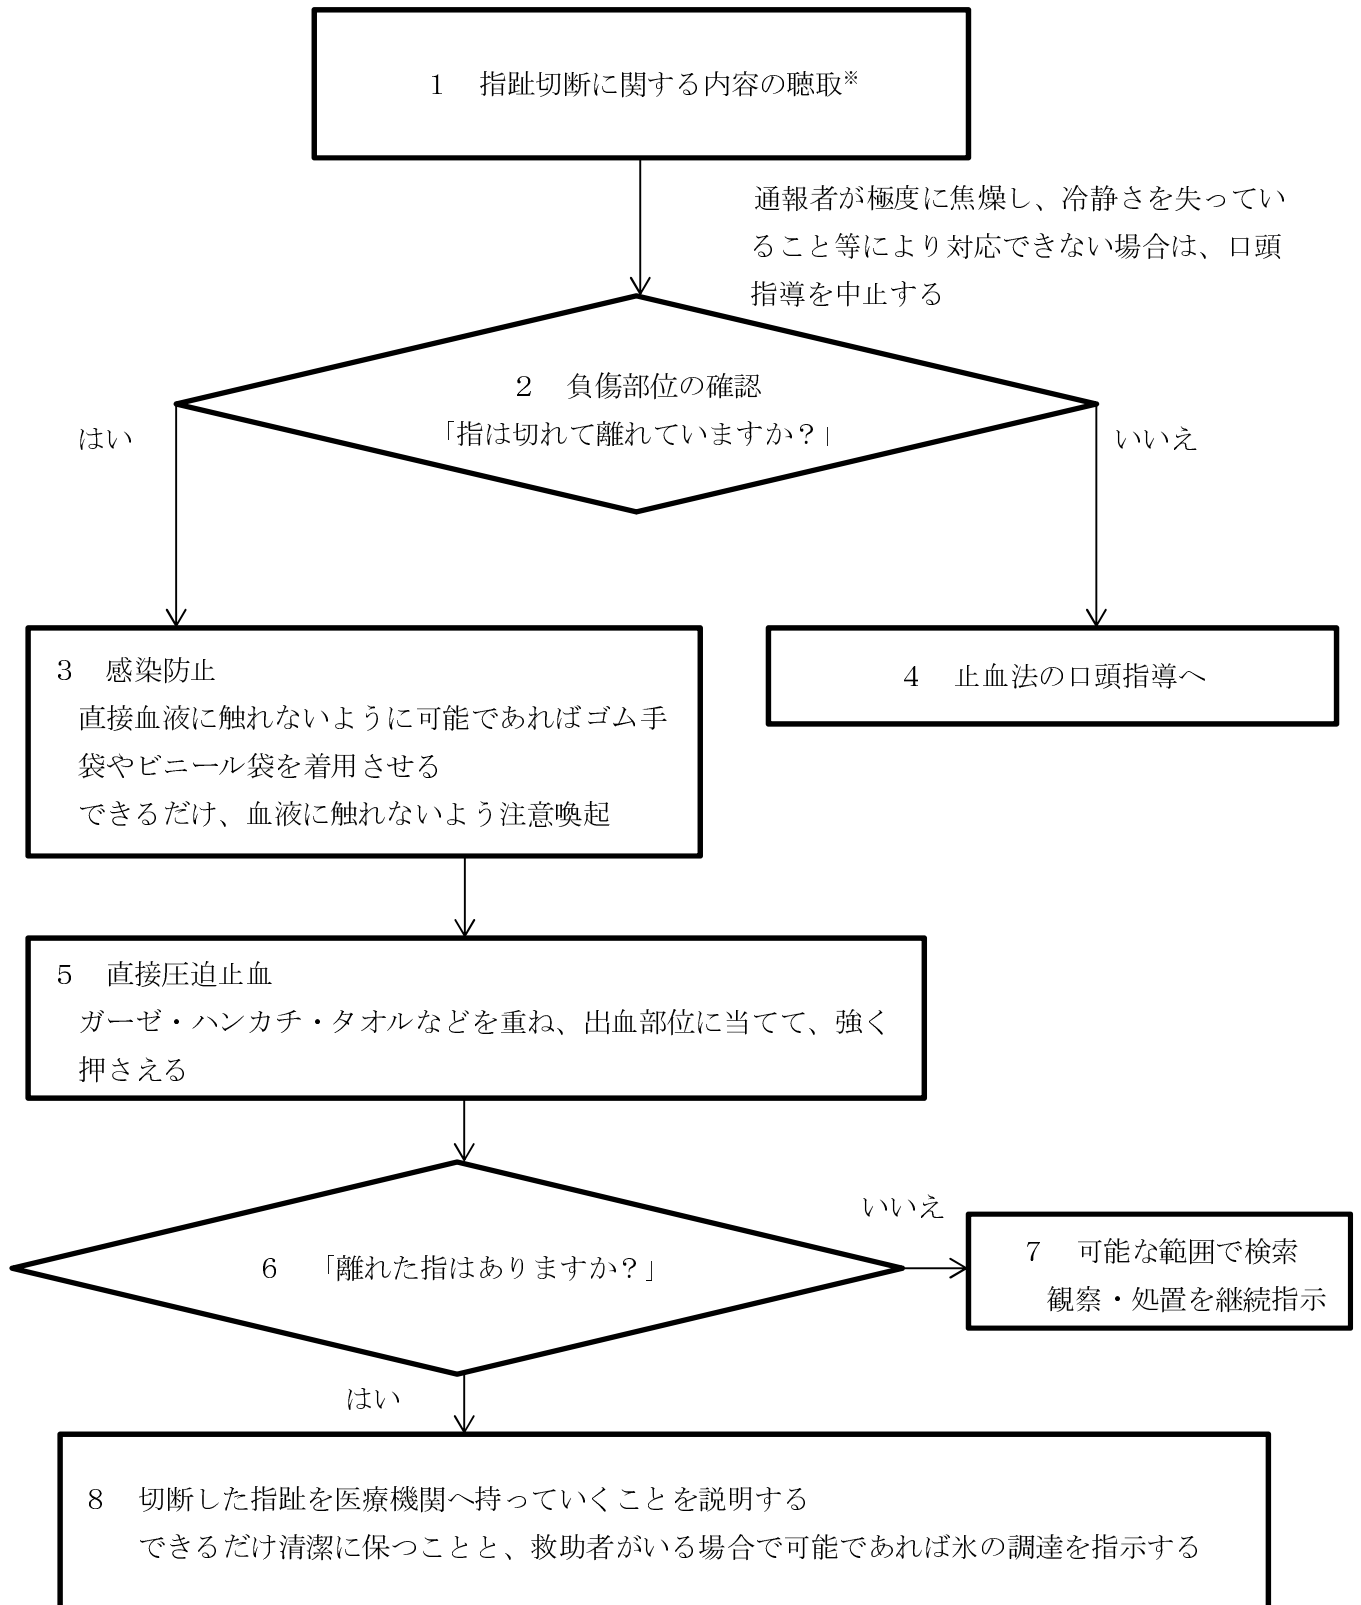 １　指趾切断に関する内容の聴取※
通報者が極度に焦燥し、冷静さを失ってい
ること等により対応できない場合は、口頭
指導を中止する
２　負傷部位の確認
「指は切れて離れていますか？」
はい
いいえ
３　感染防止
直接血液に触れないように可能であればゴム手
袋やビニール袋を着用させる
できるだけ、血液に触れないよう注意喚起
４　止血法の口頭指導へ
５　直接圧迫止血
ガーゼ・ハンカチ・タオルなどを重ね、出血部位に当てて、強く
押さえる
６　「離れた指はありますか？」
いいえ
７　可能な範囲で検索
観察・処置を継続指示
はい
８　切断した指趾を医療機関へ持っていくことを説明する
できるだけ清潔に保つことと、救助者がいる場合で可能であれば氷の調達を指示する